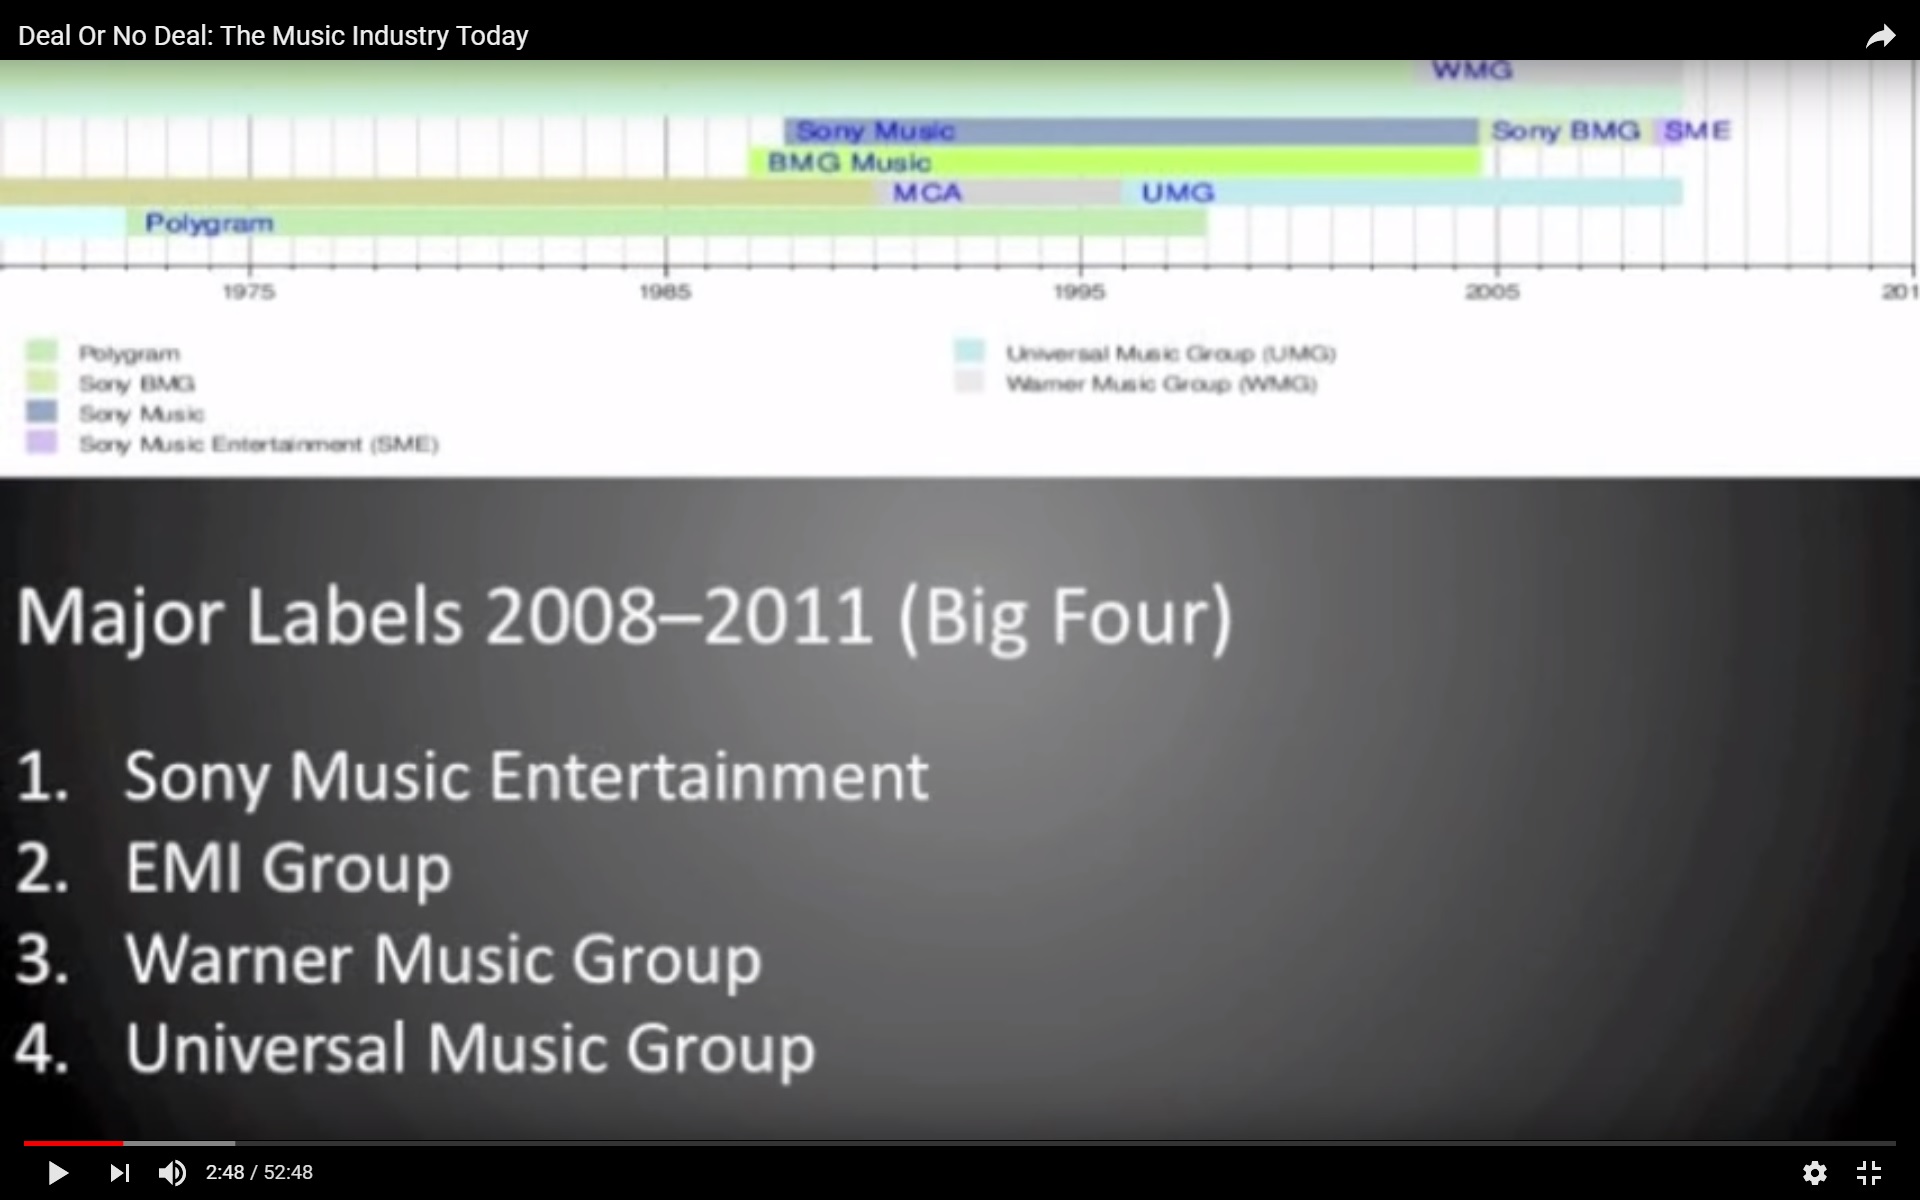 Deal Or No Deal: The Music Industry Today
WMG
Sony Music Sony BMG SME
BMG Music
MCA UMG
Polygram
1975 1985 1995 2005 201
Polygram Universal Music Group (UMG)
Sony BMG Warner Music Group (WMG)
Sony Music
Sony Music Entertainment (SME)
Major Labels 2008–2011 (Big Four)
1. Sony Music Entertainment
2. EMI Group
3. Warner Music Group
4. Universal Music Group
2:48 / 52:48